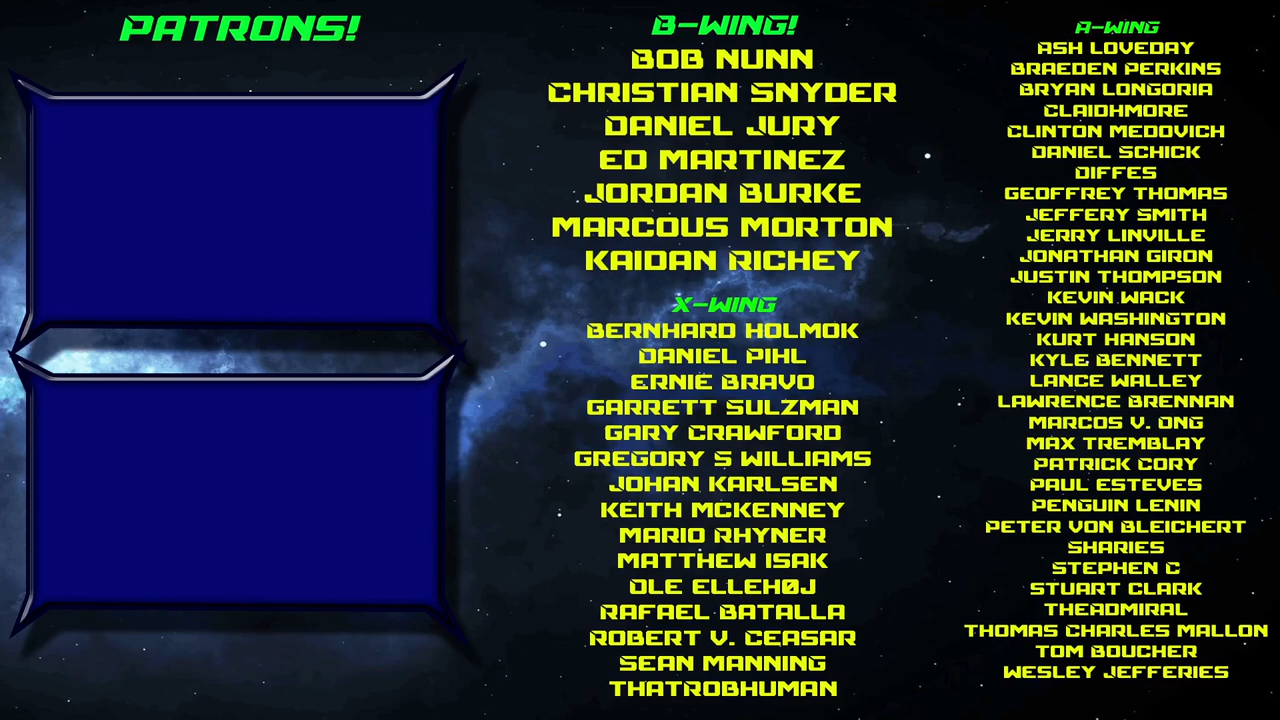 PATRONS!
B-WING!
BOB NUNN
CHRISTIAN SNYDER
DANIEL JURY
ED MARTINEZ
JORDAN BURKE
MARCOUS MORTON
KAIDAN RICHEY
X-WING
BERNHARD HOLMOK
DANIEL PIHL
ERNIE BRAVO
GARRETT SULZMAN
GARY CRAWFORD
GREGORY S WILLIAMS
JOHAN KARLSEN
KEITH MCKENNEY
MARIO RHYNER
MATTHEW ISAK
OLE ELLEHØJ
RAFAEL BATALLA
ROBERT V. CEASAR
SEAN MANNING
THATROBHUMAN
A-WING
ASH LOVEDAY
BRAEDEN PERKINS
BRYAN LONGORIA
CLAIDHMORE
CLINTON MEDOVICH
DANIEL SCHICK
DIFFES
GEOFFREY THOMAS
JEFFERY SMITH
JERRY LINVILLE
JONATHAN GIRON
JUSTIN THOMPSON
KEVIN WACK
KEVIN WASHINGTON
KURT HANSON
KYLE BENNETT
LANCE WALLEY
LAWRENCE BRENNAN
MARCOS V. ONG
MAX TREMBLAY
PATRICK CORY
PAUL ESTEVES
PENGUIN LENIN
PETER VON BLEICHERT
SHARIES
STEPHEN C
STUART CLARK
THEADMIRAL
THOMAS CHARLES MALLON
TOM BOUCHER
WESLEY JEFFERIES